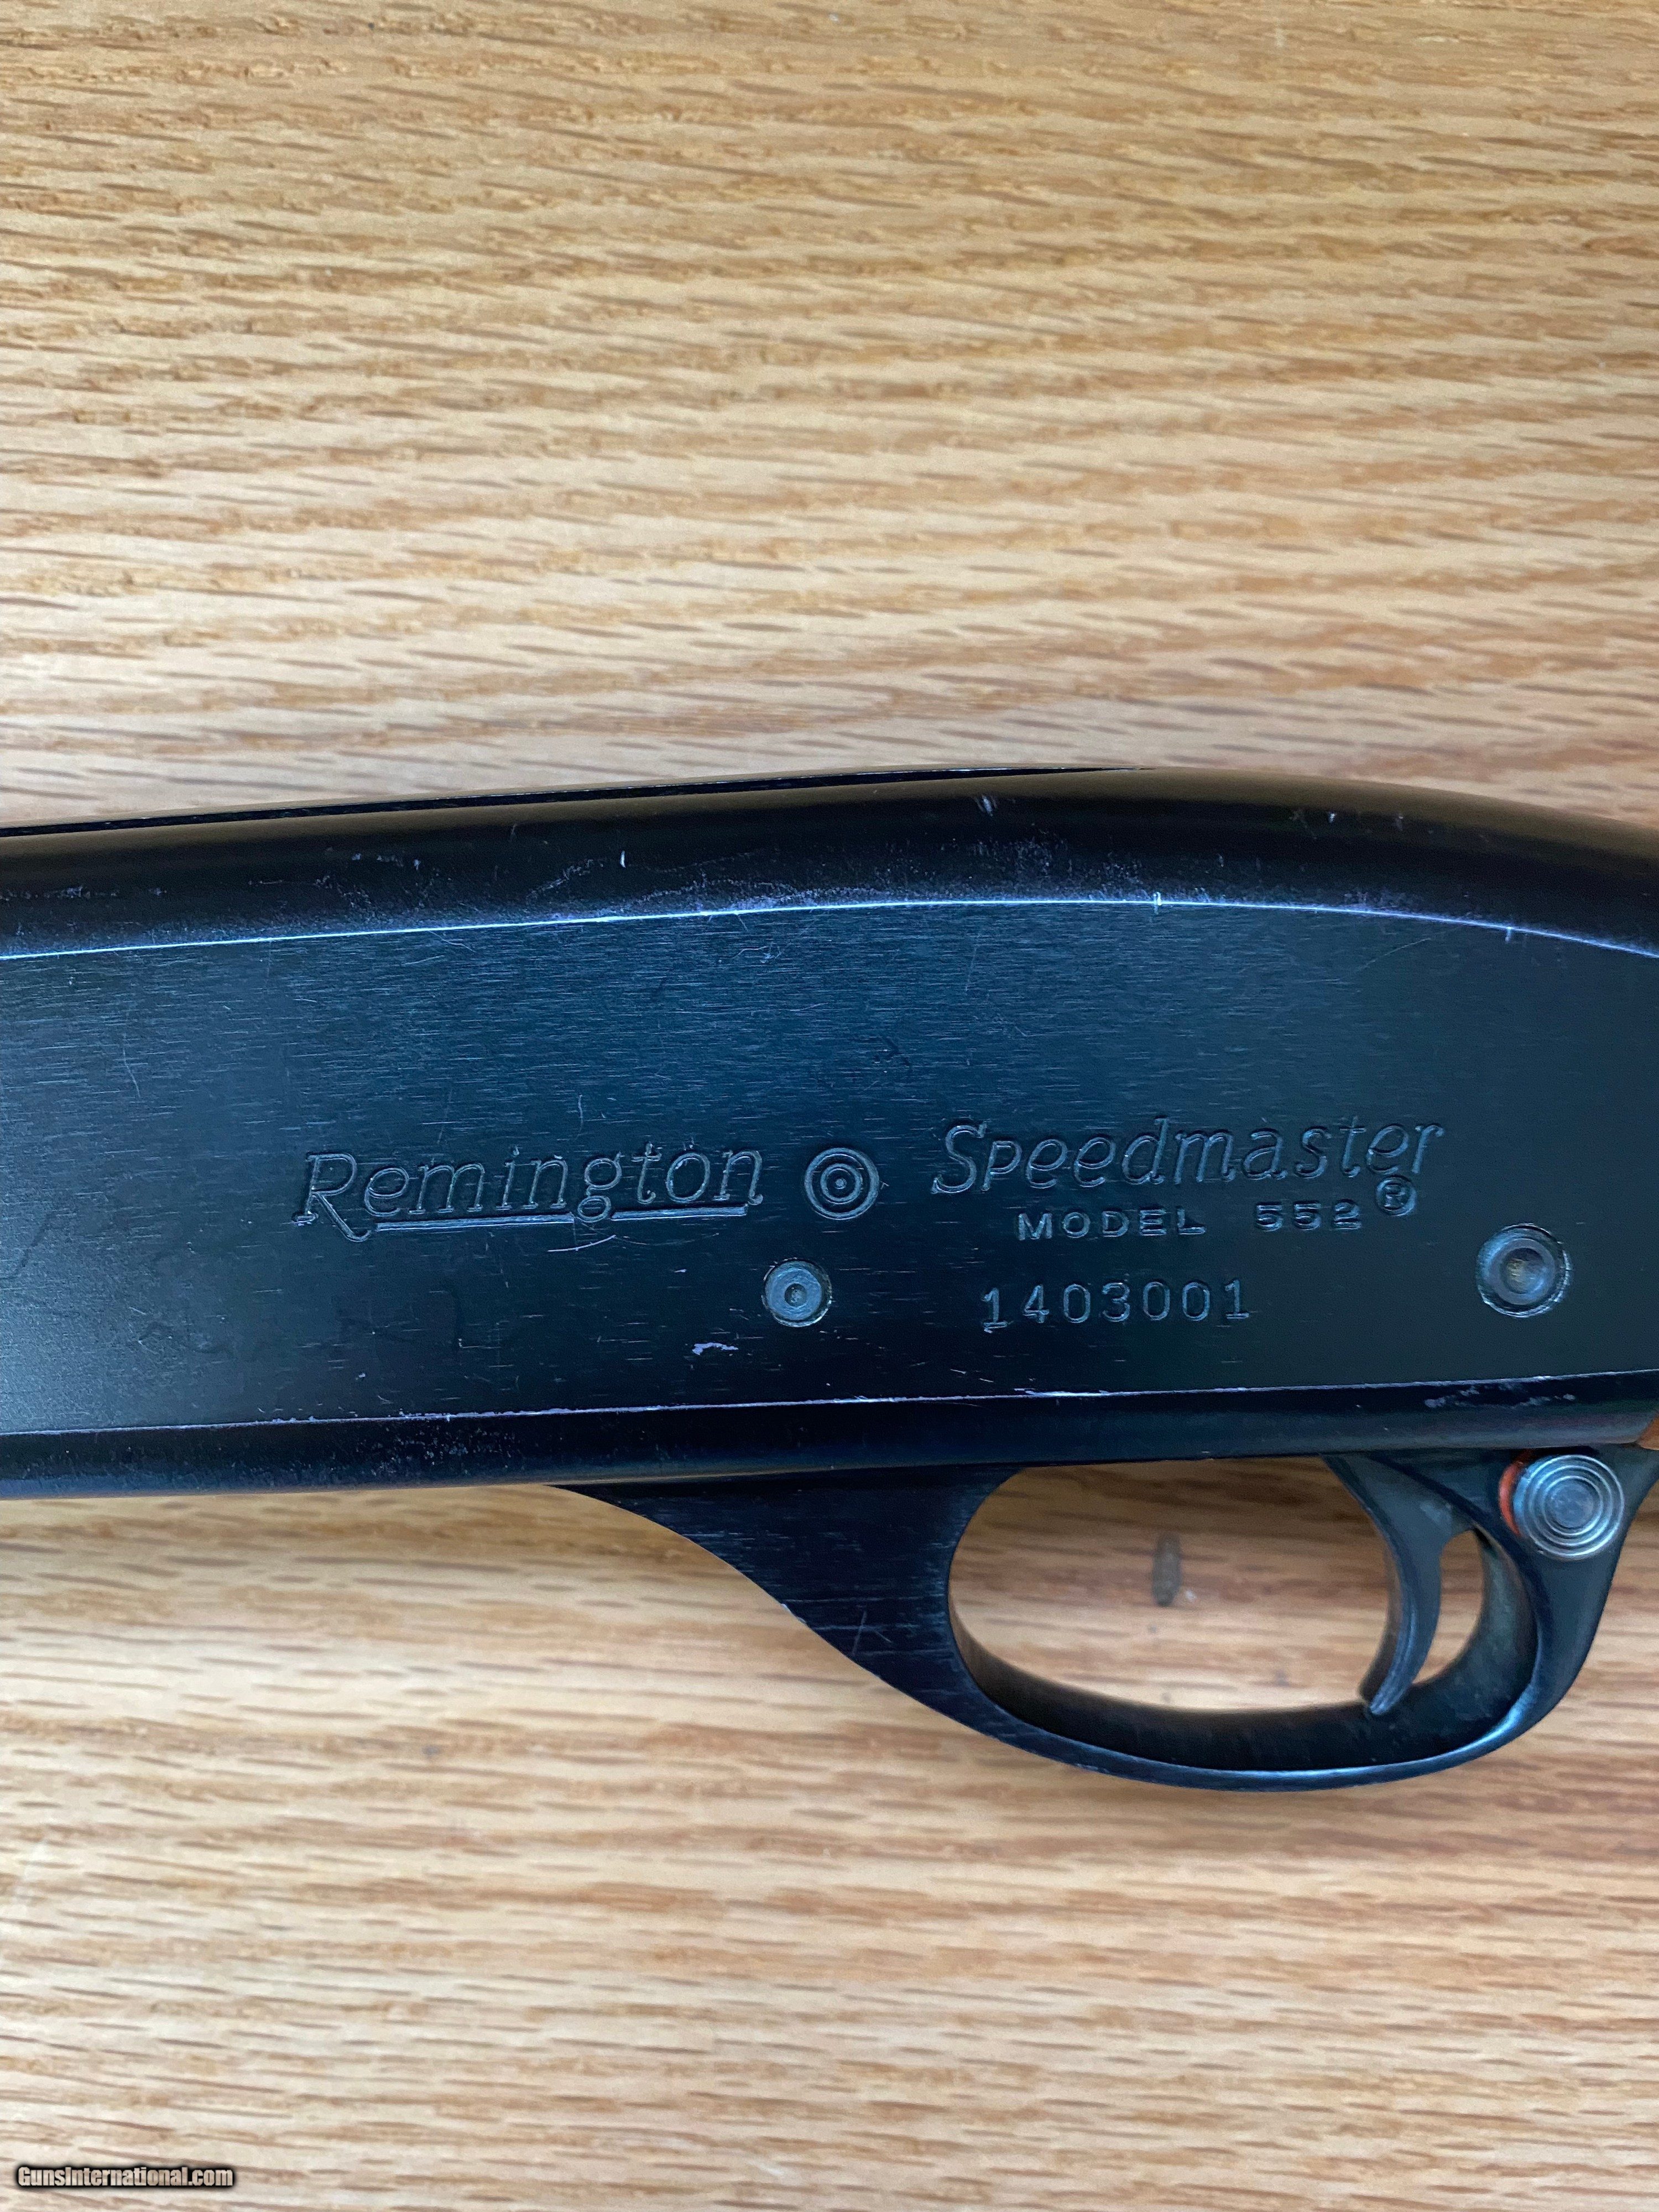 Remington Speedmaster
MODEL 552 ®
1403001
GunsInternational.com